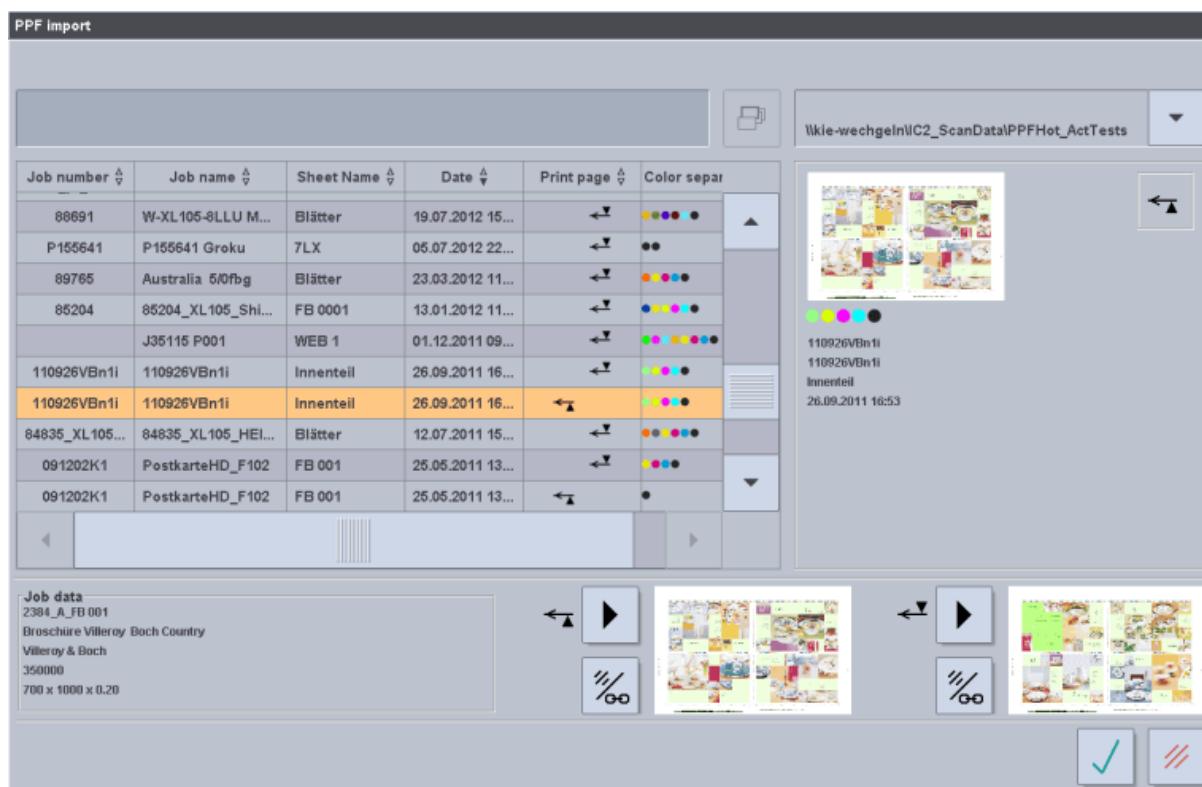 PPF import
\\kie-wechgeln\IC2_ScanData\PPFHot_ActTests
Job number Job name Sheet Name Date Print page Color separ
88691 W-XL105-8LLU M... Blätter 19.07.2012 15...
P155641 P155641 Groku 7LX 05.07.2012 22...
89765 Australia 5/0fbg Blätter 23.03.2012 11...
85204 85204_XL105_Shi... FB 0001 13.01.2012 11...
J35115 P001 WEB 1 01.12.2011 09...
110926VBn1i 110926VBn1i Innenteil 26.09.2011 16...
110926VBn1i 110926VBn1i Innenteil 26.09.2011 16...
84835_XL105... 84835_XL105_HEI... Blätter 12.07.2011 15...
091202K1 PostkarteHD_F102 FB 001 25.05.2011 13...
091202K1 PostkarteHD_F102 FB 001 25.05.2011 13...
110926VBn1i
110926VBn1i
Innenteil
26.09.2011 16:53
Job data
2384_A_FB 001
Broschüre Villeroy Boch Country
Villeroy & Boch
350000
700 x 1000 x 0.20